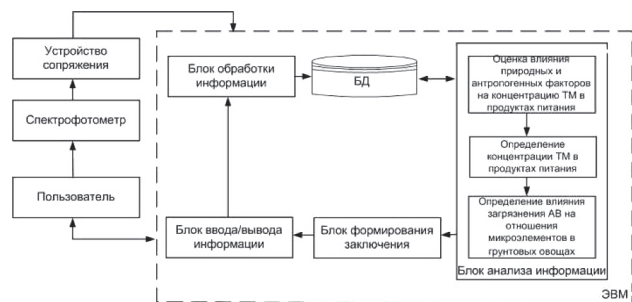 Устройство
сопряжения
Спектрофотометр
Пользователь
Блок обработки
информации
БД
Оценка влияния
природных и
антропогенных факторов
на концентрацию ТМ в
продуктах питания
Определение
концентрации ТМ в
продуктах питания
Определение влияния
загрязнения АВ на
отношения
микроэлементов в
грунтовых овощах
Блок анализа информации
Блок ввода/вывода
информации
Блок формирования
заключения
ЭВМ